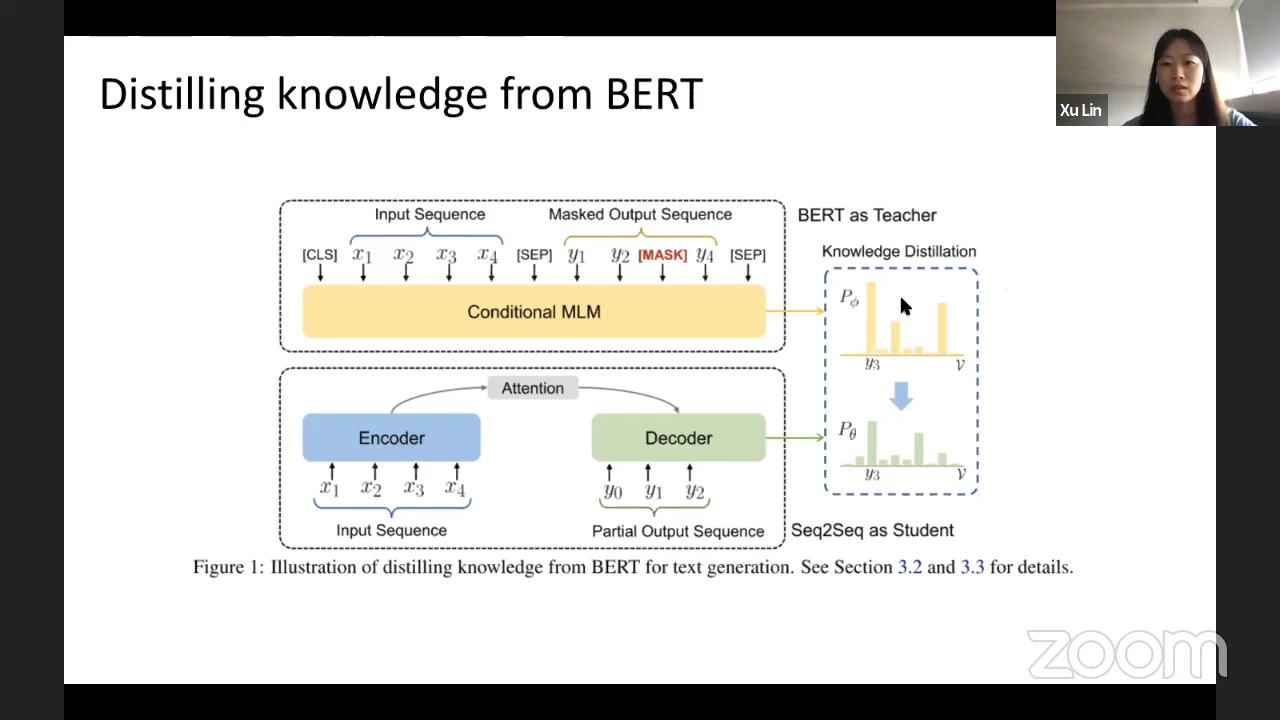 Distilling knowledge from BERT
Xu Lin
Input Sequence
Masked Output Sequence
[CLS] x1 x2 x3 x4 [SEP] y1 y2 [MASK] y4 [SEP]
Conditional MLM
BERT as Teacher
Knowledge Distillation
Pϕ
y3 V
Attention
Encoder
Decoder
Pθ
y3 V
x1 x2 x3 x4
y0 y1 y2
Input Sequence
Partial Output Sequence
Seq2Seq as Student
Figure 1: Illustration of distilling knowledge from BERT for text generation. See Section 3.2 and 3.3 for details.
zoom